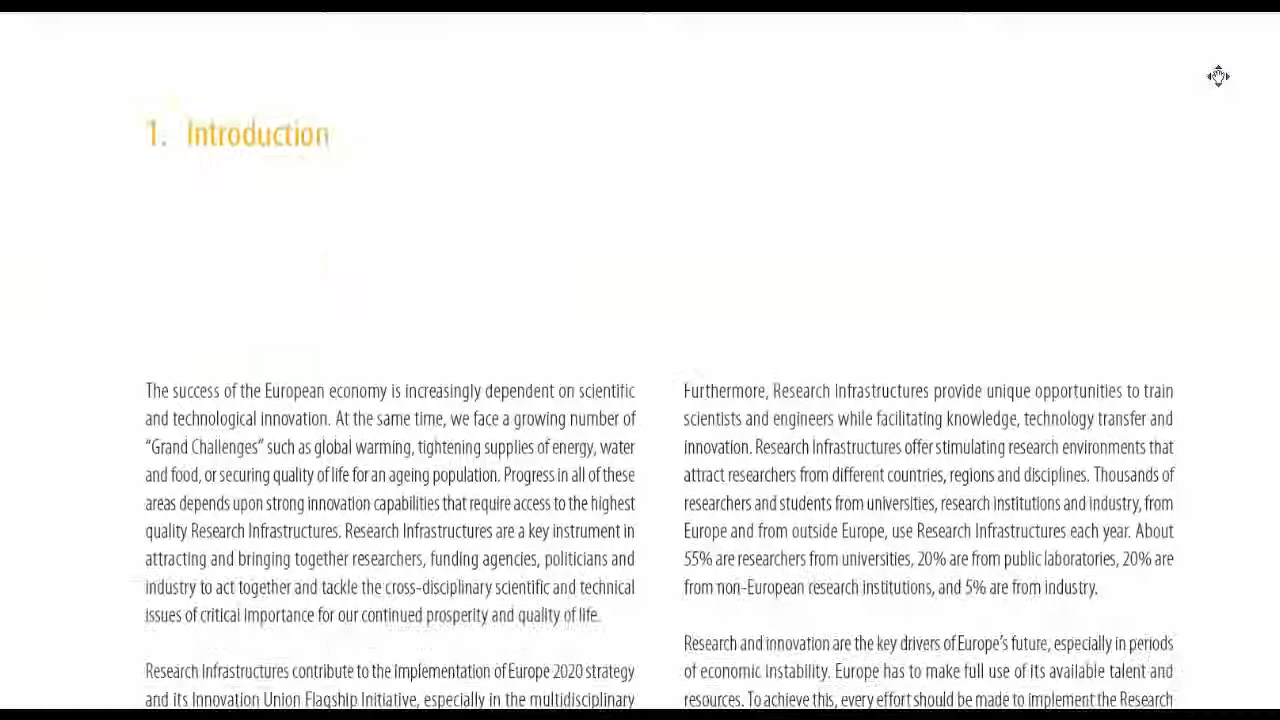 1. Introduction
The success of the European economy is increasingly dependent on scientific
and technological innovation. At the same time, we face a growing number of
“Grand Challenges” such as global warming, tightening supplies of energy, water
and food, or securing quality of life for an ageing population. Progress in all of these
areas depends upon strong innovation capabilities that require access to the highest
quality Research Infrastructures. Research Infrastructures are a key instrument in
attracting and bringing together researchers, funding agencies, politicians and
industry to act together and tackle the cross-disciplinary scientific and technical
issues of critical importance for our continued prosperity and quality of life.
Research Infrastructures contribute to the implementation of Europe 2020 strategy
and its Innovation Union Flagship Initiative, especially in the multidisciplinary
Furthermore, Research Infrastructures provide unique opportunities to train
scientists and engineers while facilitating knowledge, technology transfer and
innovation. Research Infrastructures offer stimulating research environments that
attract researchers from different countries, regions and disciplines. Thousands of
researchers and students from universities, research institutions and industry, from
Europe and from outside Europe, use Research Infrastructures each year. About
55% are researchers from universities, 20% are from public laboratories, 20% are
from non-European research institutions, and 5% are from industry.
Research and innovation are the key drivers of Europe’s future, especially in periods
of economic instability. Europe has to make full use of its available talent and
resources. To achieve this, every effort should be made to implement the Research